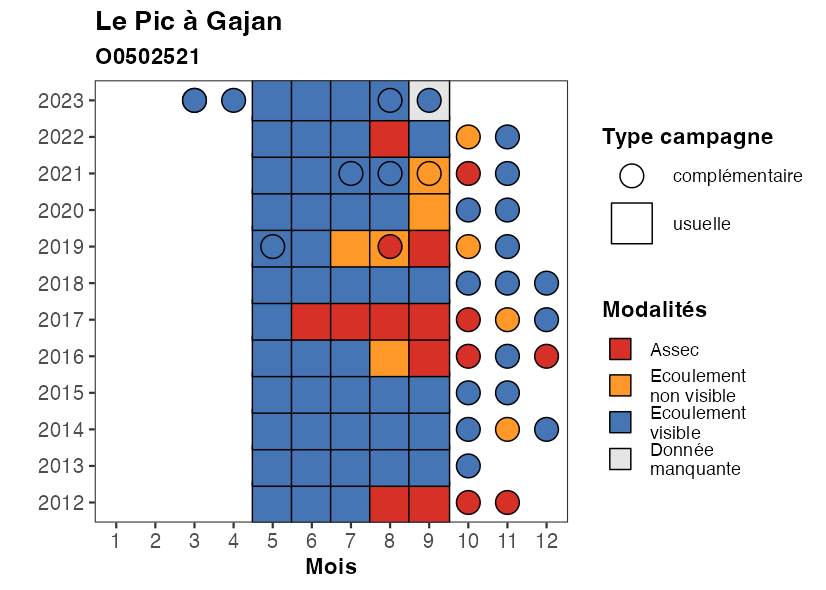 Le Pic à Gajan
O0502521
2023
2022
2021
2020
2019
2018
2017
2016
2015
2014
2013
2012
1 2 3 4 5 6 7 8 9 10 11 12
Mois
Type campagne
complémentaire
usuelle
Modalités
Assec
Ecoulement
non visible
Ecoulement
visible
Donnée
manquante